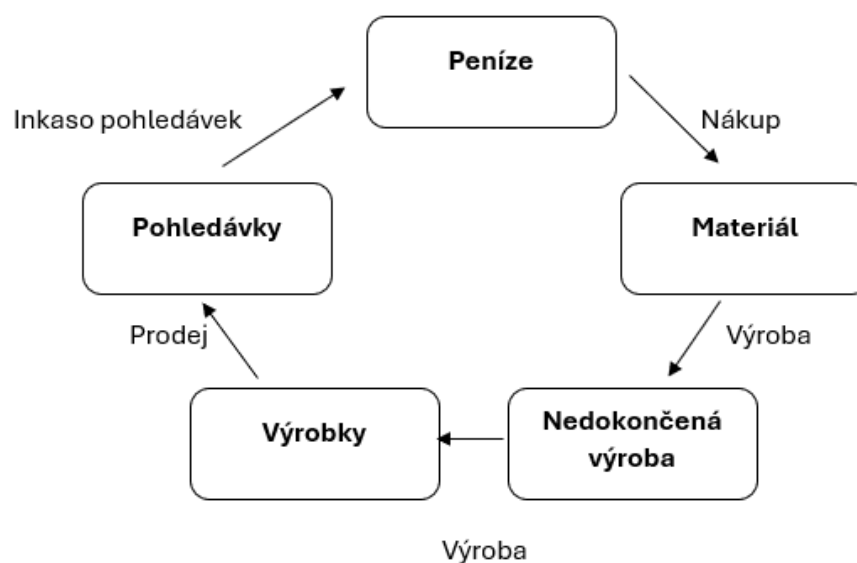 Peníze
Inkaso pohledávek
Nákup
Pohledávky
Materiál
Prodej
Výroba
Výrobky
Nedokončená
výroba
Výroba